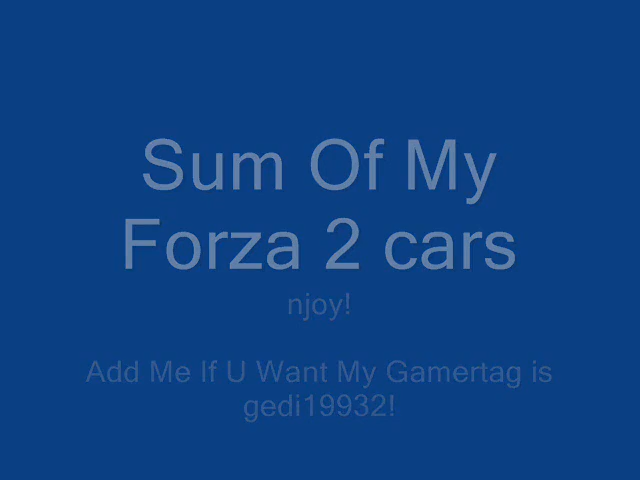 Sum Of My
Forza 2 cars
njoy!
Add Me If U Want My Gamertag is
gedi19932!